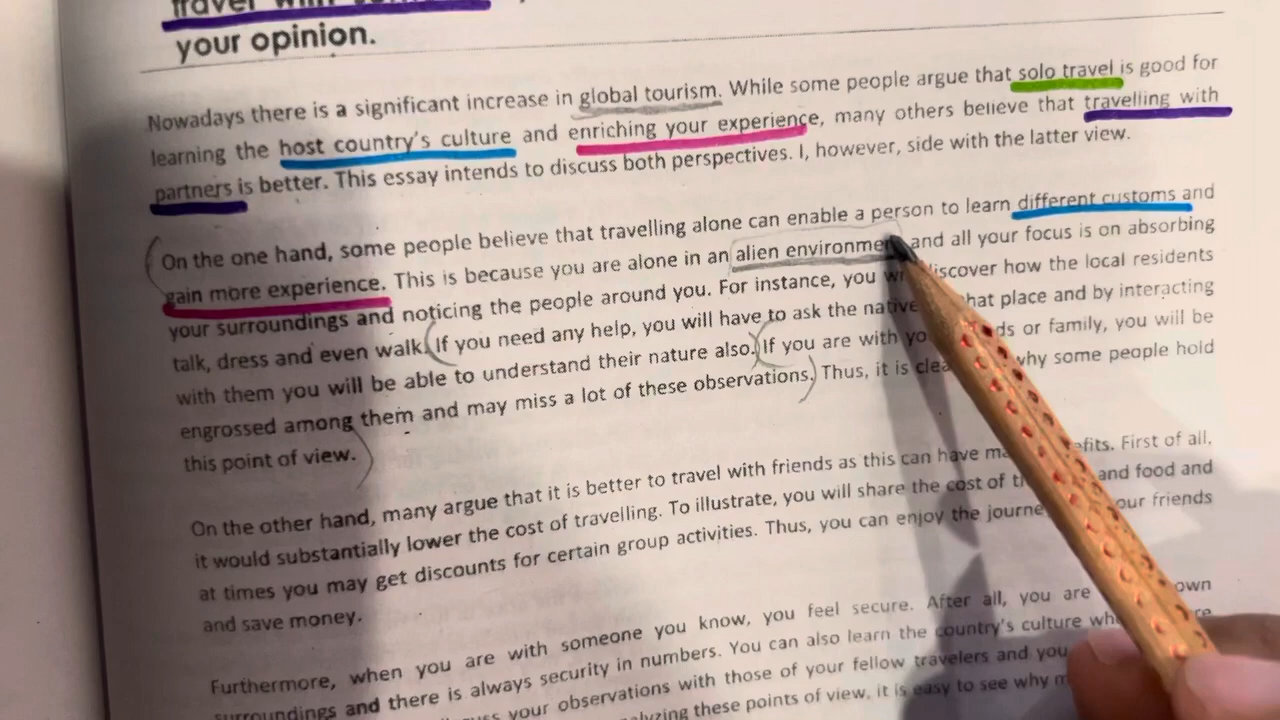 travel with
your opinion.
Nowadays there is a significant increase in global tourism. While some people argue that solo travel is good for
learning the host country's culture and enriching your experience, many others believe that travelling with
partners is better. This essay intends to discuss both perspectives. I, however, side with the latter view.
On the one hand, some people believe that travelling alone can enable a person to learn different customs and
gain more experience. This is because you are alone in an alien environment and all your focus is on absorbing
your surroundings and noticing the people around you. For instance, you discover how the local residents
talk, dress and even walk. If you need any help, you will have to ask the native that place and by interacting
with them you will be able to understand their nature also. If you are with or family, you will be
engrossed among them and may miss a lot of these observations. Thus, it is why some people hold
this point of view.
On the other hand, many argue that it is better to travel with friends as this can have First of all,
it would substantially lower the cost of travelling. To illustrate, you will share the cost of and food and
at times you may get discounts for certain group activities. Thus, you can enjoy the your friends
and save money.
Furthermore, when you are with someone you know, you feel secure. After all, you are
surroundings and there is always security in numbers. You can also learn the country's culture
your observations with those of your fellow travelers and you
these points of view, it is easy to see why